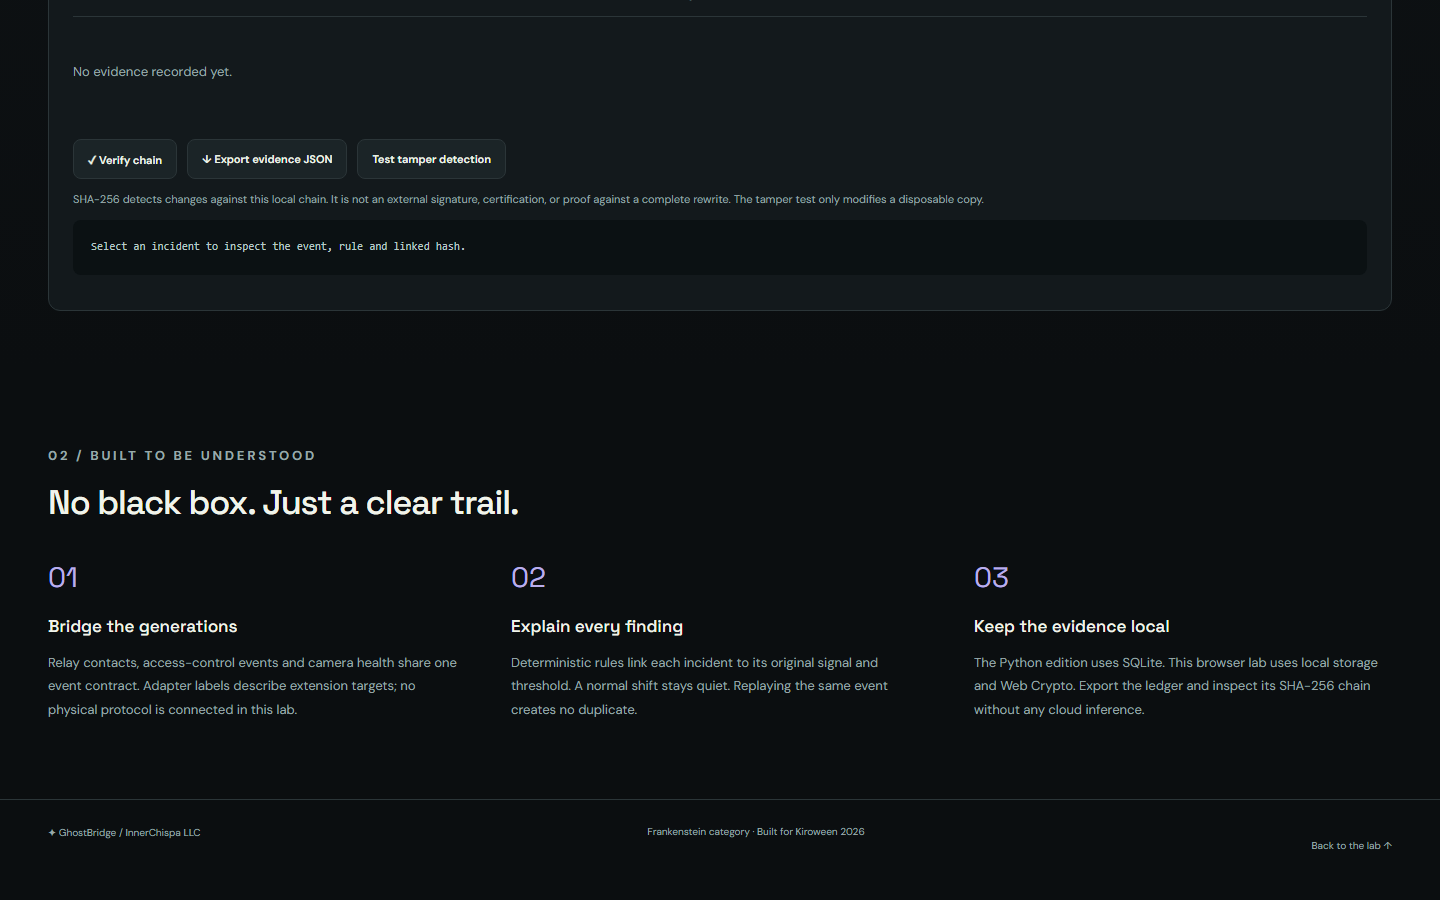 No evidence recorded yet.
✓ Verify chain
↓ Export evidence JSON
Test tamper detection
SHA-256 detects changes against this local chain. It is not an external signature, certification, or proof against a complete rewrite. The tamper test only modifies a disposable copy.
Select an incident to inspect the event, rule and linked hash.
02 / BUILT TO BE UNDERSTOOD
No black box. Just a clear trail.
01
Bridge the generations
Relay contacts, access-control events and camera health share one
event contract. Adapter labels describe extension targets; no
physical protocol is connected in this lab.
02
Explain every finding
Deterministic rules link each incident to its original signal and
threshold. A normal shift stays quiet. Replaying the same event
creates no duplicate.
03
Keep the evidence local
The Python edition uses SQLite. This browser lab uses local storage
and Web Crypto. Export the ledger and inspect its SHA-256 chain
without any cloud inference.
✦ GhostBridge / InnerChispa LLC
Frankenstein category · Built for Kiroween 2026
Back to the lab ↑